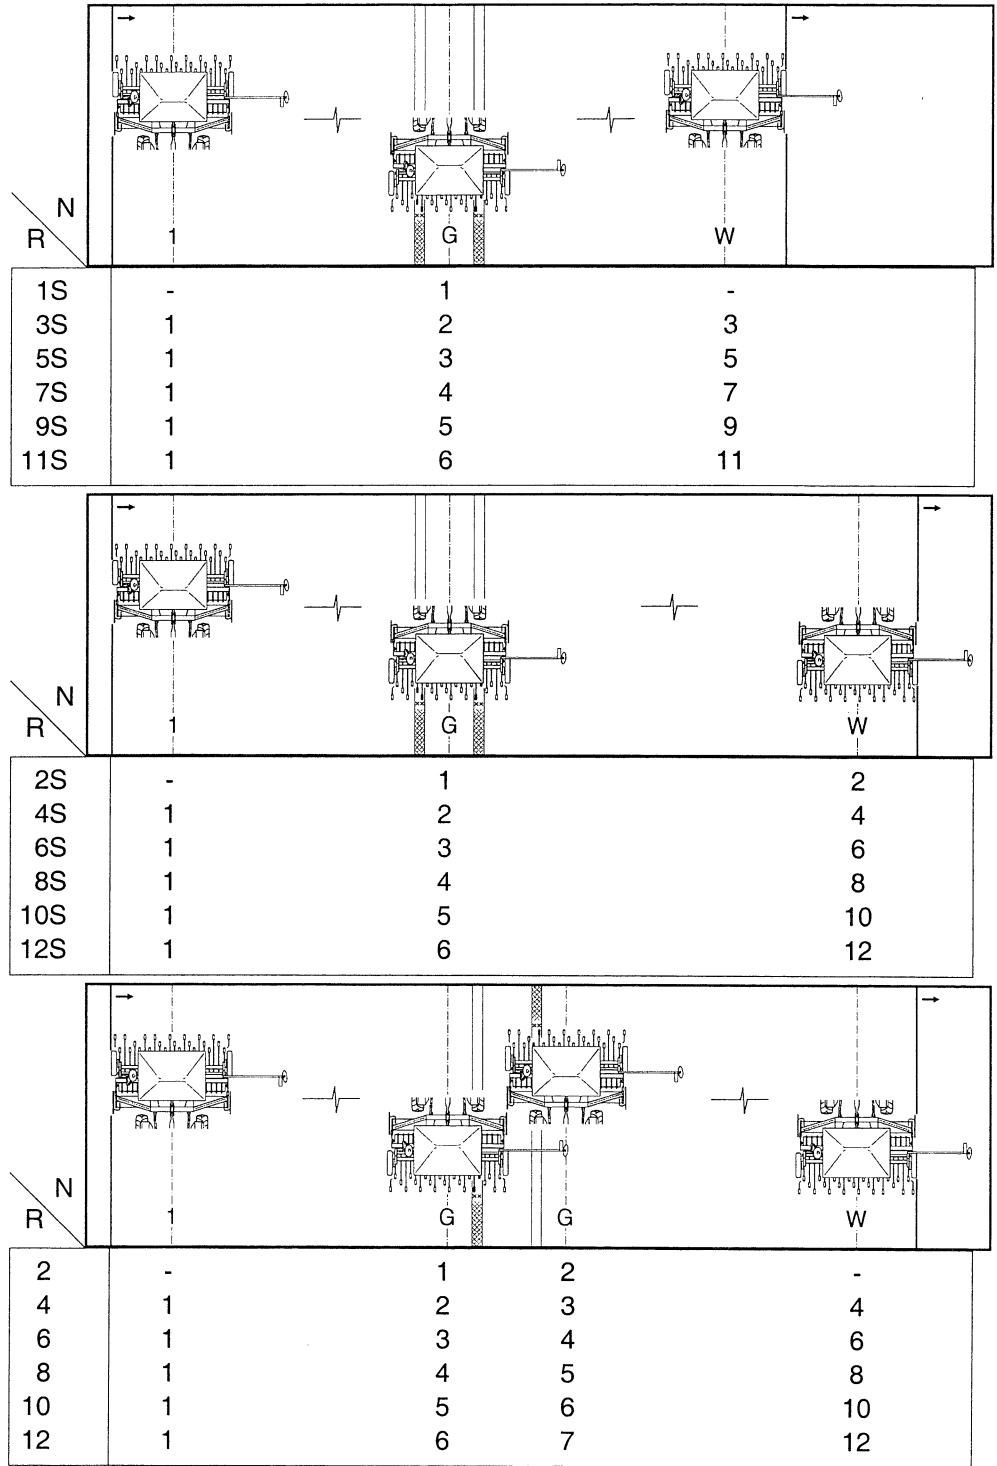 N
R
1 G W
1S - 1 -
3S 1 2 3
5S 1 3 5
7S 1 4 7
9S 1 5 9
11S 1 6 11
N
R
1 G W
2S - 1 2
4S 1 2 4
6S 1 3 6
8S 1 4 8
10S 1 5 10
12S 1 6 12
N
R
1 G G W
2 - 1 2 -
4 1 2 3 4
6 1 3 4 6
8 1 4 5 8
10 1 5 6 10
12 1 6 7 12